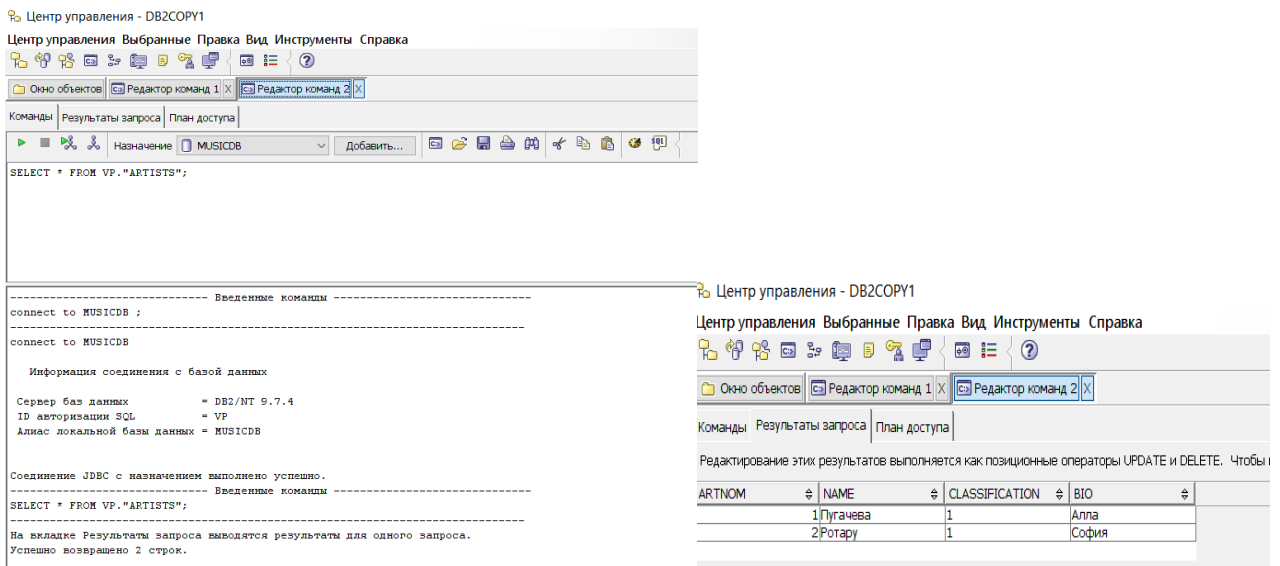 Центр управления - DB2COPY1
Центр управления Выбранные Правка Вид Инструменты Справка
Окно объектов Редактор команд 1 X Редактор команд 2 X
Команды Результаты запроса План доступа
Назначение MUSICDB Добавить... SQL
SELECT * FROM VP."ARTISTS";
------------------------------ Введенные команды ------------------------------
connect to MUSICDB ;
------------------------------------------------------------------------------
connect to MUSICDB
Информация соединения с базой данных
Сервер баз данных = DB2/NT 9.7.4
ID авторизации SQL = VP
Алиас локальной базы данных = MUSICDB
Соединение JDBC с назначением выполнено успешно.
------------------------------ Введенные команды ------------------------------
SELECT * FROM VP."ARTISTS";
------------------------------------------------------------------------------
На вкладке Результаты запроса выводятся результаты для одного запроса.
Успешно возвращено 2 строк.
Центр управления - DB2COPY1
Центр управления Выбранные Правка Вид Инструменты Справка
Окно объектов Редактор команд 1 X Редактор команд 2 X
Команды Результаты запроса План доступа
Редактирование этих результатов выполняется как позиционные операторы UPDATE и DELETE. Чтобы
ARTNOM NAME CLASSIFICATION BIO
1 Пугачева 1 Алла
2 Ротару 1 София